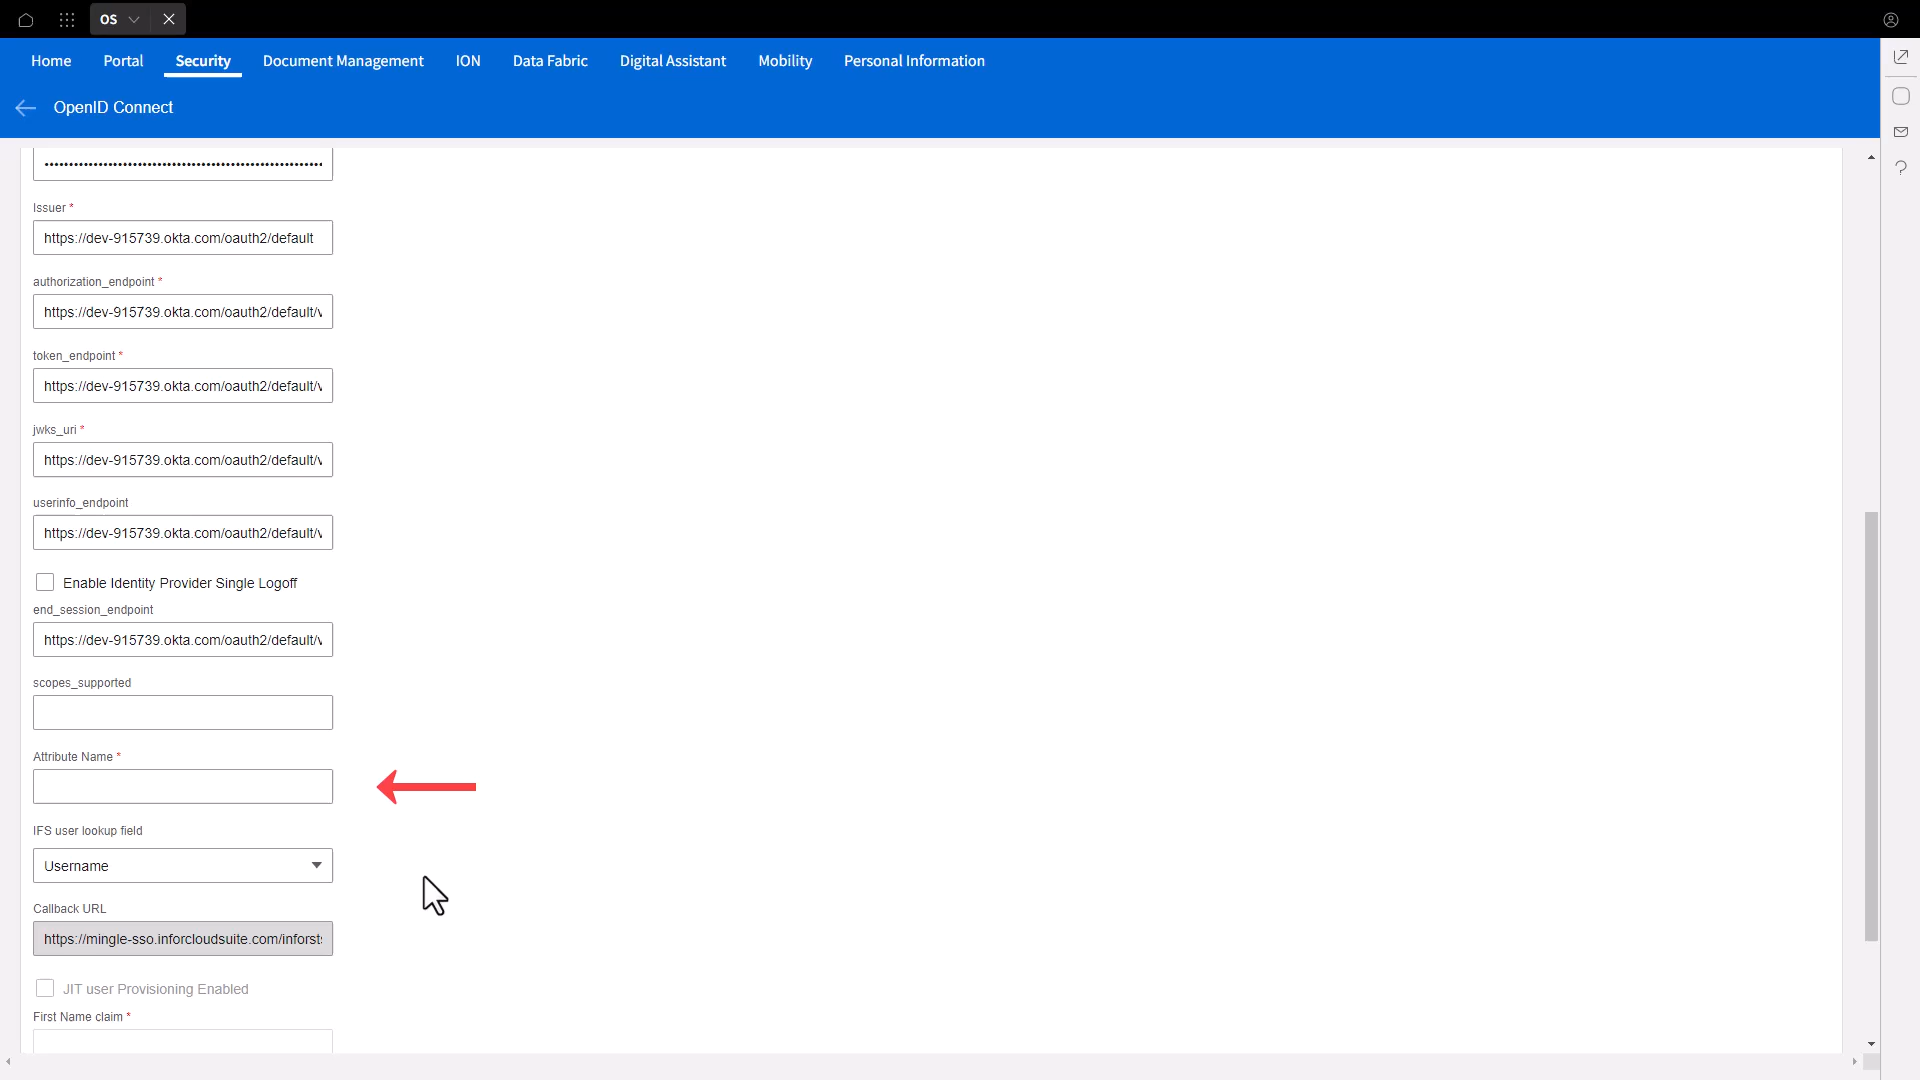 OS
Home Portal Security Document Management ION Data Fabric Digital Assistant Mobility Personal Information
OpenID Connect
Issuer *
https://dev-915739.okta.com/oauth2/default
authorization_endpoint *
https://dev-915739.okta.com/oauth2/default/v
token_endpoint *
https://dev-915739.okta.com/oauth2/default/v
jwks_uri *
https://dev-915739.okta.com/oauth2/default/v
userinfo_endpoint
https://dev-915739.okta.com/oauth2/default/v
Enable Identity Provider Single Logoff
end_session_endpoint
https://dev-915739.okta.com/oauth2/default/v
scopes_supported
Attribute Name *
IFS user lookup field
Username
Callback URL
https://mingle-sso.inforcloudsuite.com/inforsts
JIT user Provisioning Enabled
First Name claim *